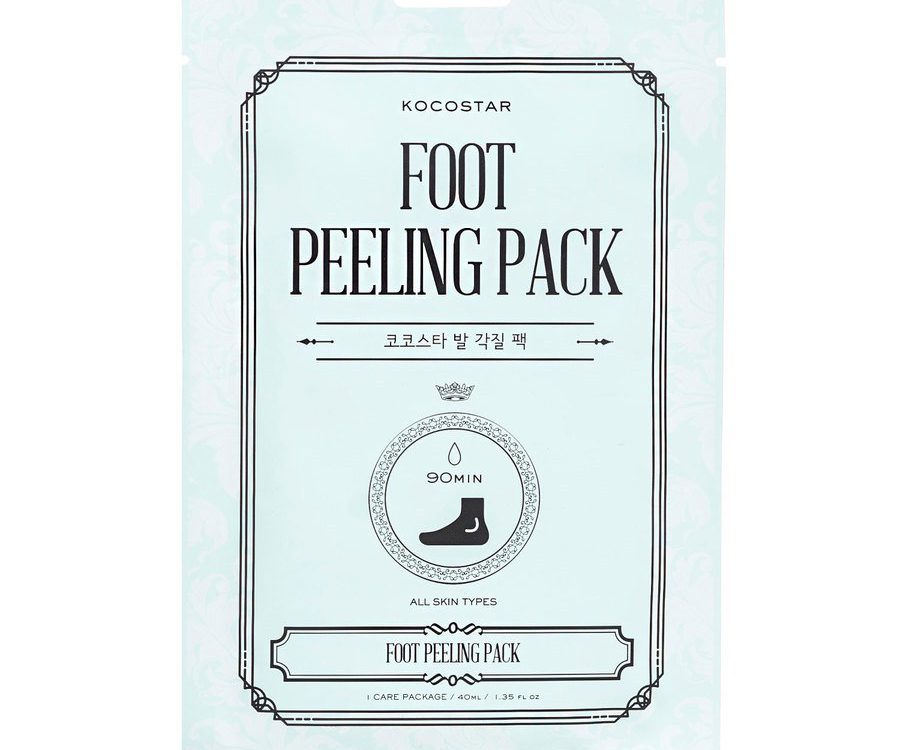 KOCOSTAR
FOOT
PEELING PACK
코코스타 발 각질 팩
90MIN
ALL SKIN TYPES
FOOT PEELING PACK
1 CARE PACKAGE / 40ML / 1.35 FL OZ